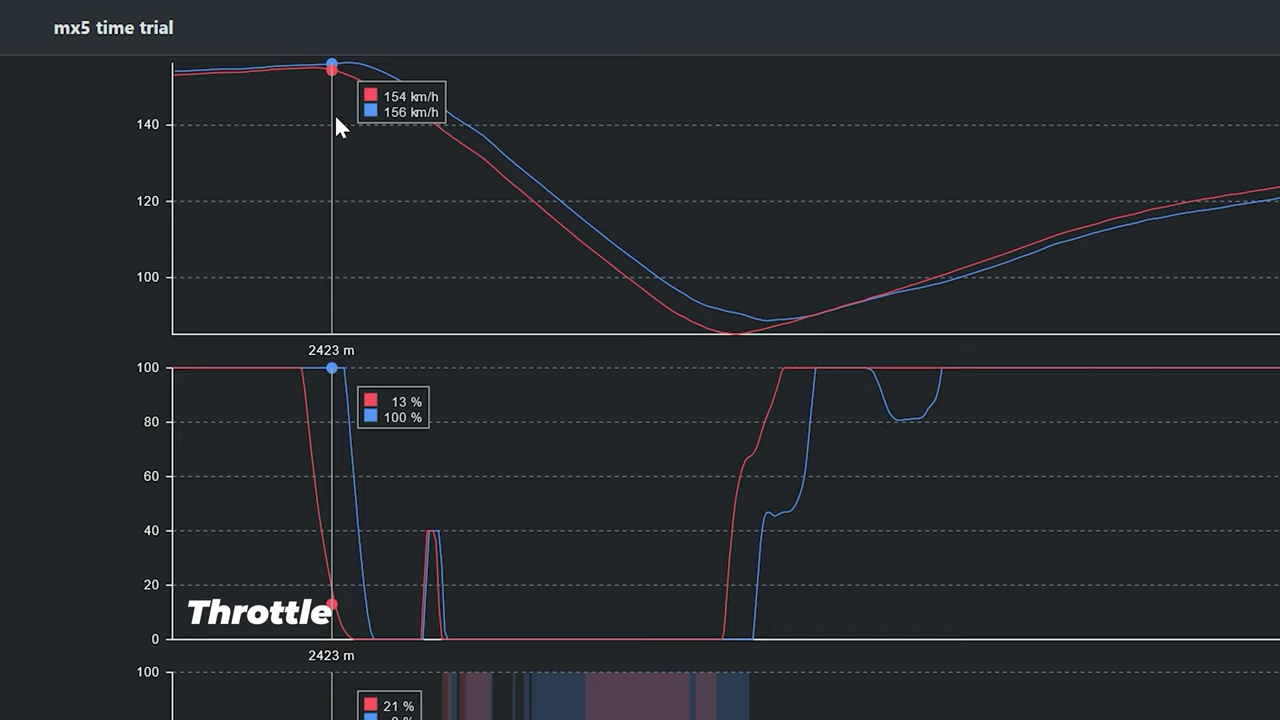 mx5 time trial
154 km/h
156 km/h
140
120
100
2423 m
100
13 %
100 %
80
60
40
20
Throttle
0
2423 m
100
21 %